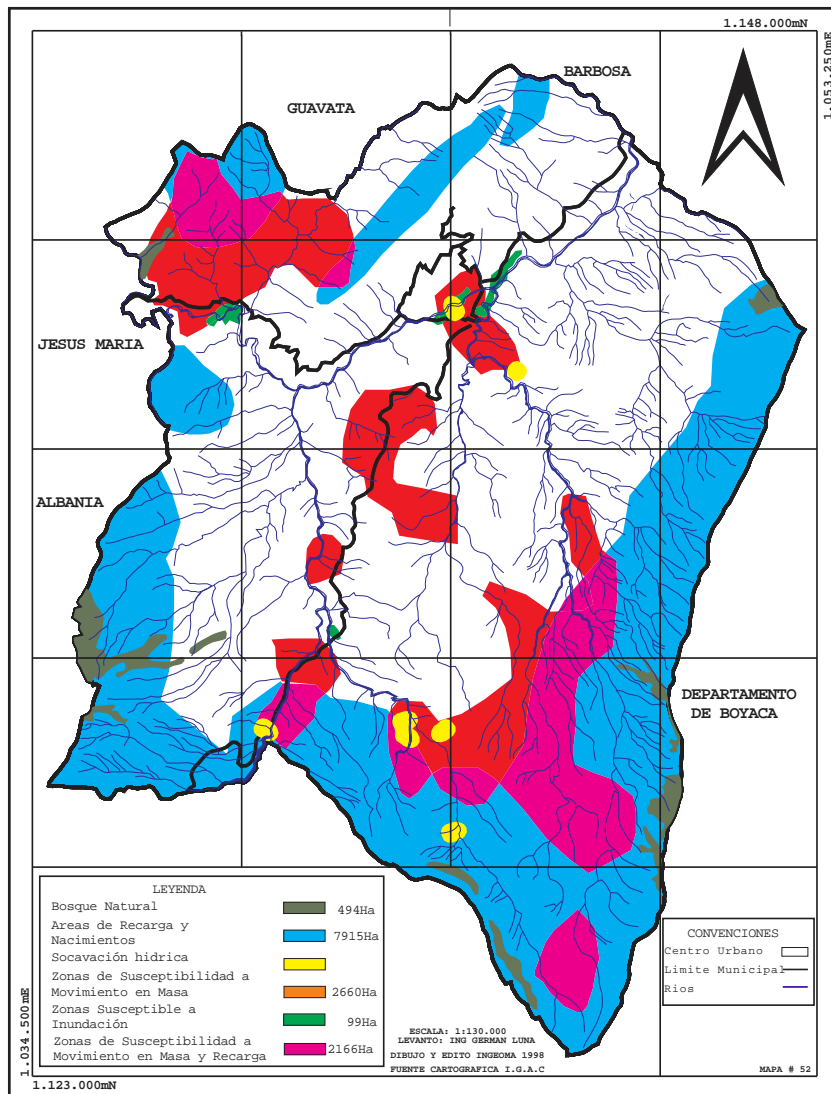 1.148.000mN
1.053.250mE
BARBOSA
GUAVATA
JESUS MARIA
ALBANIA
DEPARTAMENTO
DE BOYACA
LEYENDA
Bosque Natural 494Ha
Areas de Recarga y
Nacimientos 7915Ha
Socavación hidrica
Zonas de Susceptibilidad a
Movimiento en Masa 2660Ha
Zonas Susceptible a
Inundación 99Ha
Zonas de Susceptibilidad a
Movimiento en Masa y Recarga 2166Ha
CONVENCIONES
Centro Urbano
Limite Municipal
Rios
ESCALA: 1:130.000
LEVANTO: ING GERMAN LUNA
DIBUJO Y EDITO INGEOMA 1998
FUENTE CARTOGRAFICA I.G.A.C
MAPA # 52
1.034.500mE
1.123.000mN